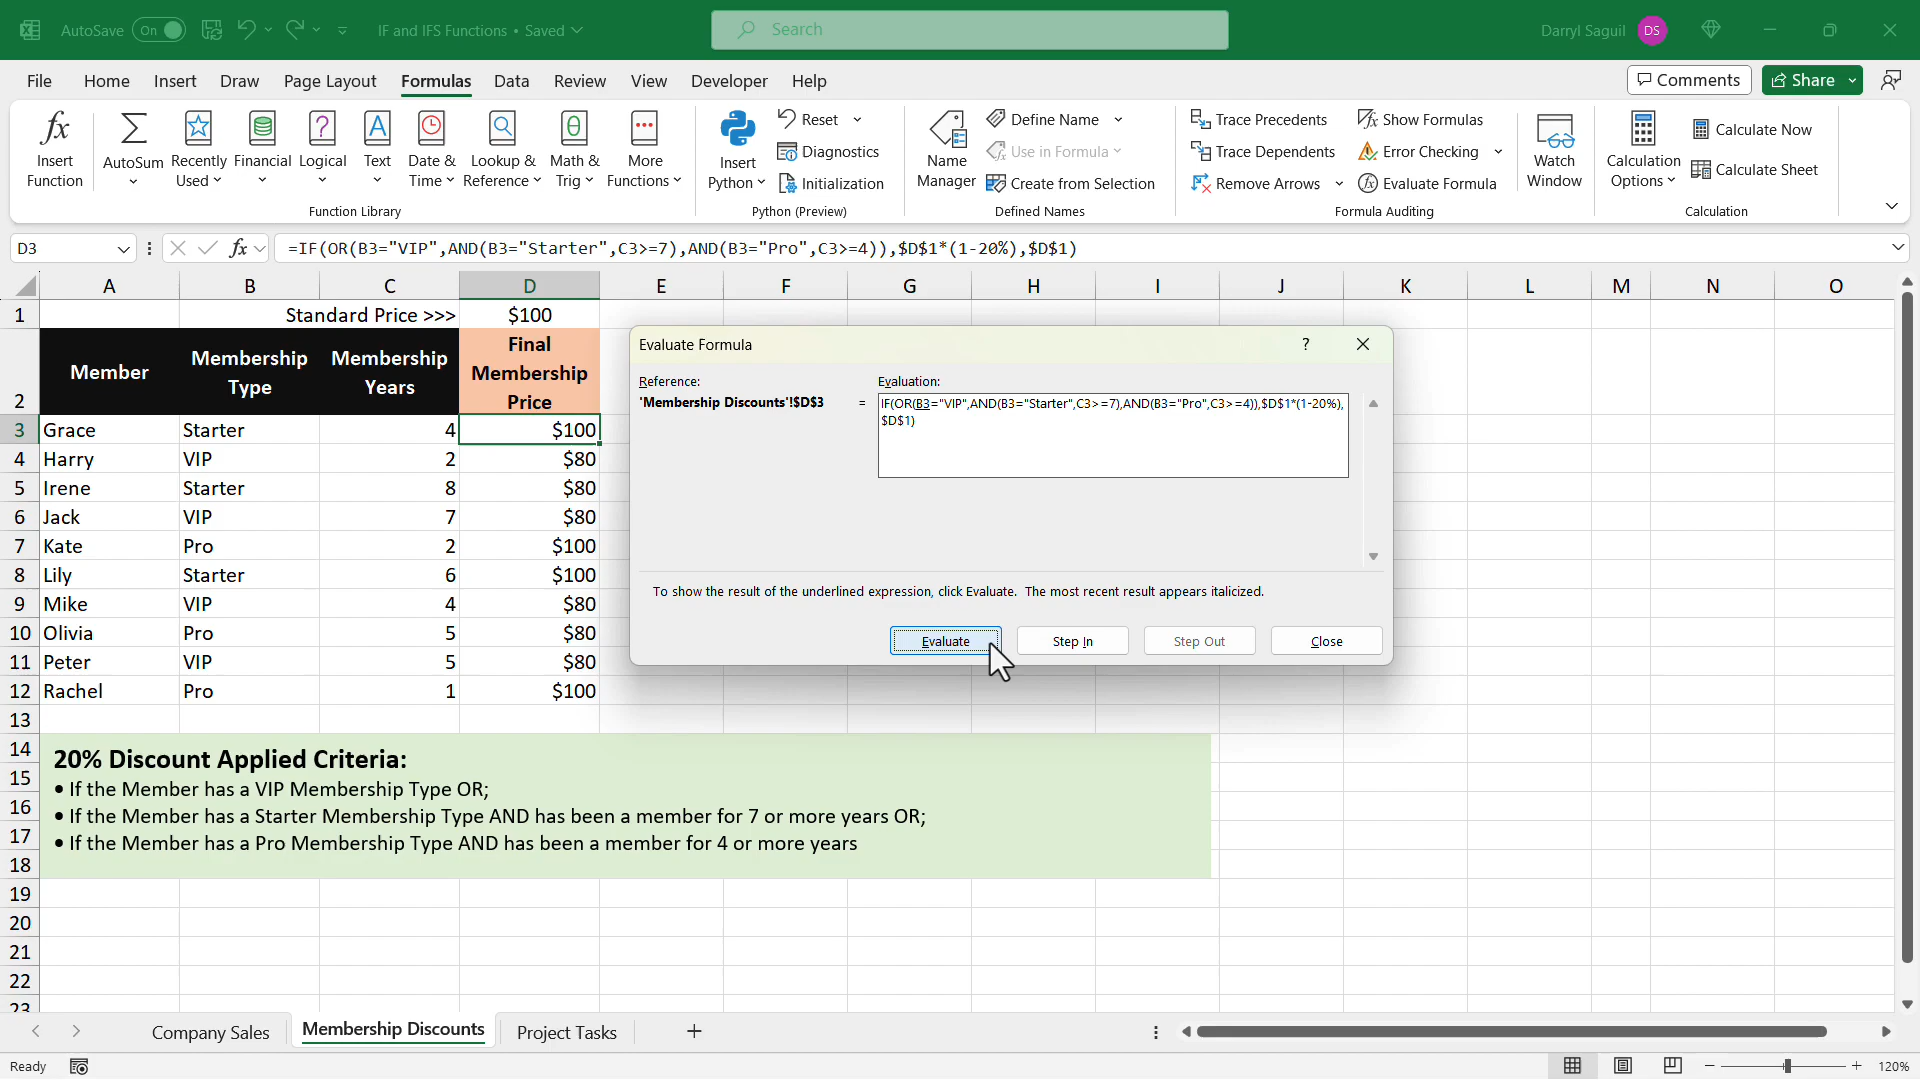 AutoSave On IF and IFS Functions • Saved Search Darryl Saguil DS
File Home Insert Draw Page Layout Formulas Data Review View Developer Help Comments Share
Insert Function AutoSum Recently Used Financial Logical Text Date & Time Lookup & Reference Math & Trig More Functions
Function Library
Insert Python Reset Diagnostics Initialization
Python (Preview)
Name Manager Define Name Use in Formula Create from Selection
Defined Names
Trace Precedents Show Formulas
Trace Dependents Error Checking
Remove Arrows Evaluate Formula
Formula Auditing
Watch Window
Calculation Options Calculate Now Calculate Sheet
Calculation
D3 fx =IF(OR(B3="VIP",AND(B3="Starter",C3>=7),AND(B3="Pro",C3>=4)),$D$1*(1-20%),$D$1)
A B C D E F G H I J K L M N O
1 Standard Price >>> $100
2 Member Membership Type Membership Years Final Membership Price
3 Grace Starter 4 $100
4 Harry VIP 2 $80
5 Irene Starter 8 $80
6 Jack VIP 7 $80
7 Kate Pro 2 $100
8 Lily Starter 6 $100
9 Mike VIP 4 $80
10 Olivia Pro 5 $80
11 Peter VIP 5 $80
12 Rachel Pro 1 $100
13
Evaluate Formula ?
Reference: Evaluation:
'Membership Discounts'!$D$3 = IF(OR(B3="VIP",AND(B3="Starter",C3>=7),AND(B3="Pro",C3>=4)),$D$1*(1-20%),
$D$1)
To show the result of the underlined expression, click Evaluate. The most recent result appears italicized.
Evaluate Step In Step Out Close
14 20% Discount Applied Criteria:
15 • If the Member has a VIP Membership Type OR;
16 • If the Member has a Starter Membership Type AND has been a member for 7 or more years OR;
17 • If the Member has a Pro Membership Type AND has been a member for 4 or more years
18
19
20
21
22
23
Company Sales Membership Discounts Project Tasks +
Ready 120%